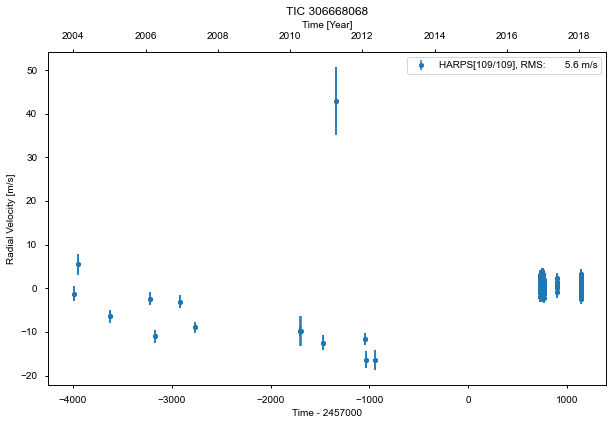 TIC 306668068
Time [Year]
2004 2006 2008 2010 2012 2014 2016 2018
HARPS[109/109], RMS: 5.6 m/s
50
40
30
20
10
0
−10
−20
Radial Velocity [m/s]
−4000 −3000 −2000 −1000 0 1000
Time - 2457000